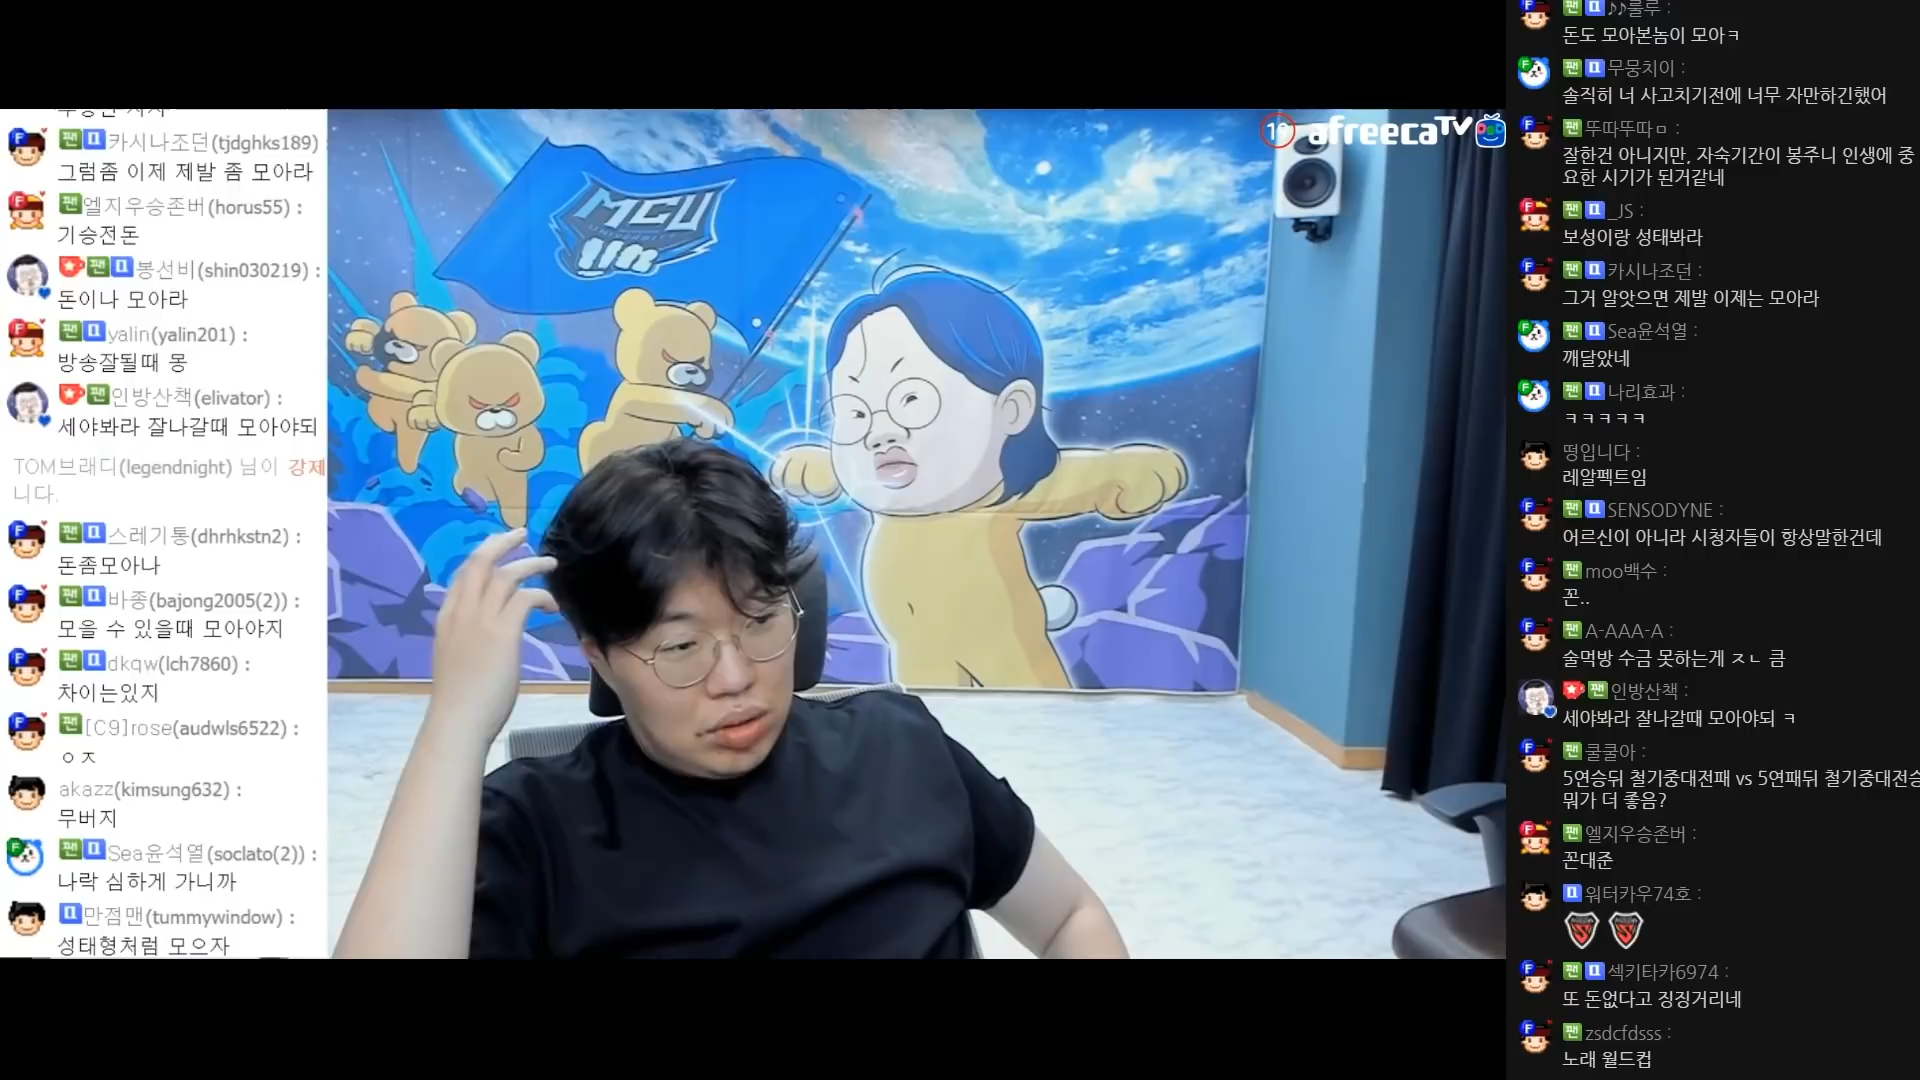 카시나조던(tjdghks189)
그럼좀 이제 제발 좀 모아라
엘지우승존버(horus55) :
기승전돈
봉선비(shin030219) :
돈이나 모아라
yalin(yalin201) :
방송잘될때 몽
인방산책(elivator) :
세야봐라 잘나갈때 모아야되
TOM브래디(legendnight) 님이 강제
니다.
스레기통(dhrhkstn2) :
돈좀모아나
바종(bajong2005(2)) :
모을 수 있을때 모아야지
dkqw(lch7860) :
차이는있지
[C9]rose(audwls6522) :
ㅇㅈ
akazz(kimsung632) :
무버지
Sea윤석열(soclato(2)) :
나락 심하게 가니까
만점맨(tummywindow) :
성태형처럼 모으자
MCU
UNIVERSITY
19 afreecaTV
♪♪룰루 :
돈도 모아본놈이 모아ㅋ
무뭉치이 :
솔직히 너 사고치기전에 너무 자만하긴했어
뚜따뚜따ㅁ :
잘한건 아니지만, 자숙기간이 봉주니 인생에 중
요한 시기가 된거같네
_JS :
보성이랑 성태봐라
카시나조던 :
그거 알앗으면 제발 이제는 모아라
Sea윤석열 :
깨달았네
나리효과 :
ㅋㅋㅋㅋㅋ
떵입니다 :
레알펙트임
SENSODYNE :
어르신이 아니라 시청자들이 항상말한건데
moo백수 :
꼰..
A-AAA-A :
술먹방 수금 못하는게 ㅈㄴ 큼
인방산책 :
세야봐라 잘나갈때 모아야되 ㅋ
쿨쿨아 :
5연승뒤 철기중대전패 vs 5연패뒤 철기중대전승
뭐가 더 좋음?
엘지우승존버 :
꼰대준
워터카우74호 :
섹키타카6974 :
또 돈없다고 징징거리네
zsdcfdsss :
노래 월드컵